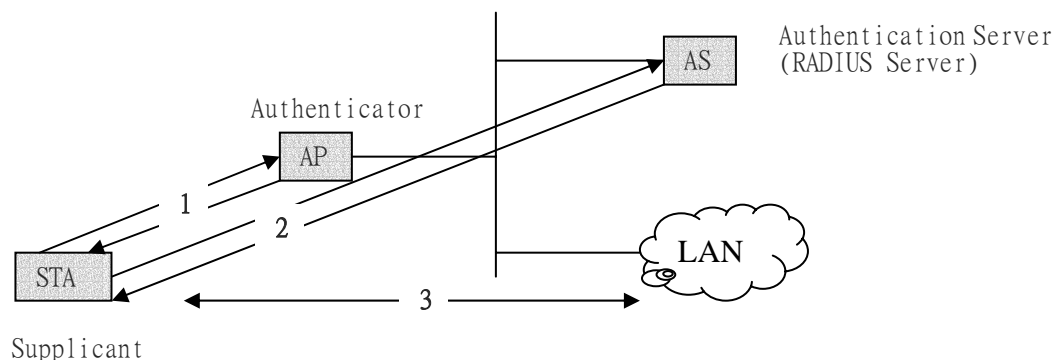 Authentication Server
(RADIUS Server)
AS
Authenticator
AP
1
2
LAN
STA
3
Supplicant